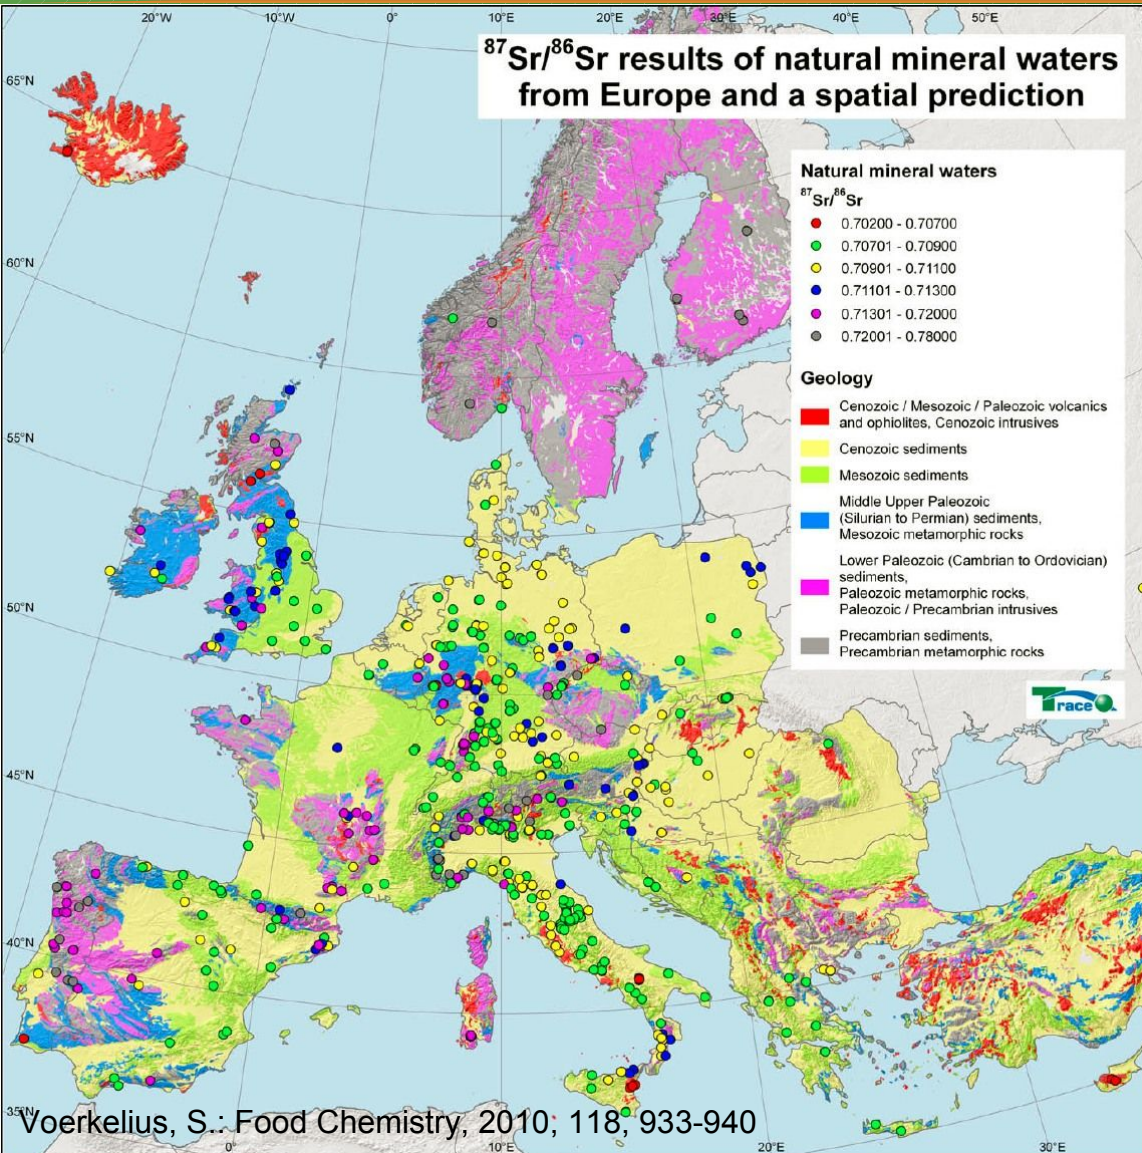 20°W
10°W
0°
10°E
20°E
30°E
40°E
50°E
⁸⁷Sr/⁸⁶Sr results of natural mineral waters
from Europe and a spatial prediction
65°N
60°N
55°N
50°N
45°N
40°N
35°N
Natural mineral waters
⁸⁷Sr/⁸⁶Sr
0.70200 - 0.70700
0.70701 - 0.70900
0.70901 - 0.71100
0.71101 - 0.71300
0.71301 - 0.72000
0.72001 - 0.78000
Geology
Cenozoic / Mesozoic / Paleozoic volcanics
and ophiolites, Cenozoic intrusives
Cenozoic sediments
Mesozoic sediments
Middle Upper Paleozoic
(Silurian to Permian) sediments,
Mesozoic metamorphic rocks
Lower Paleozoic (Cambrian to Ordovician)
sediments,
Paleozoic metamorphic rocks,
Paleozoic / Precambrian intrusives
Precambrian sediments,
Precambrian metamorphic rocks
Trace
Voerkelius, S.: Food Chemistry, 2010; 118, 933-940
0°
10°E
20°E
30°E